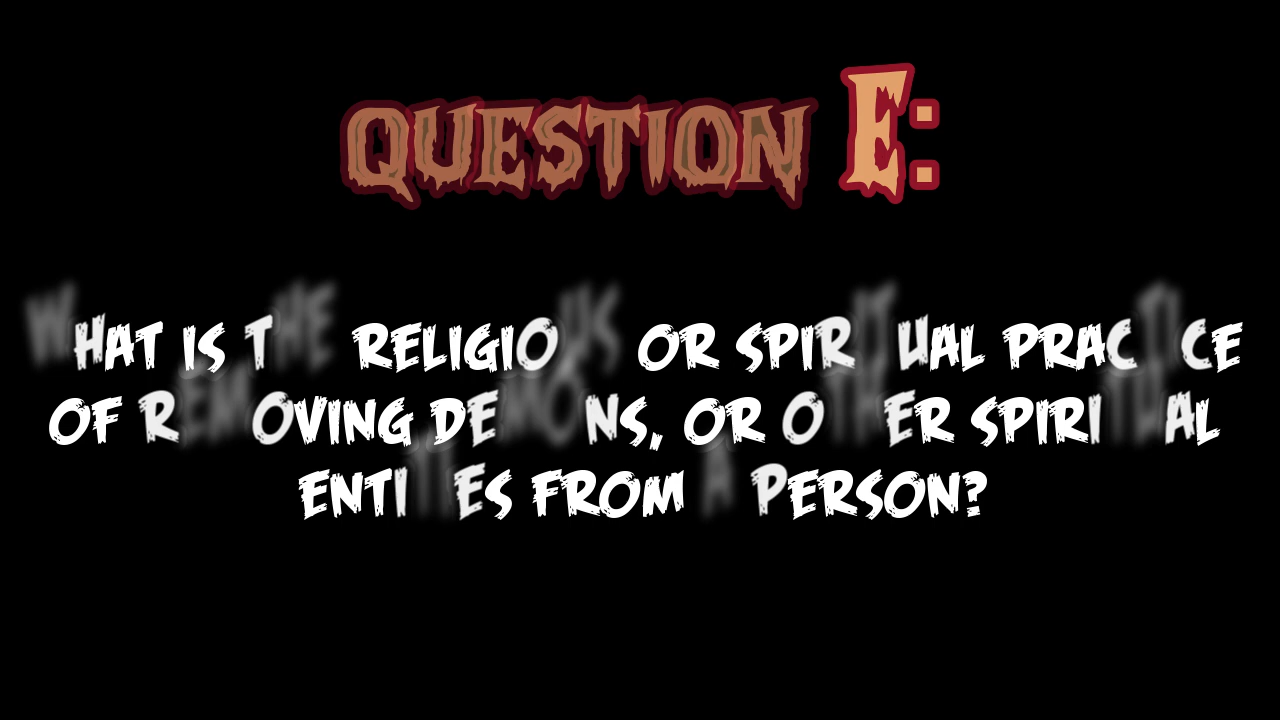 QUESTION E:
WHAT IS THE RELIGIOUS OR SPIRITUAL PRACTICE
OF REMOVING DEMONS, OR OTHER SPIRITUAL
ENTITIES FROM A PERSON?